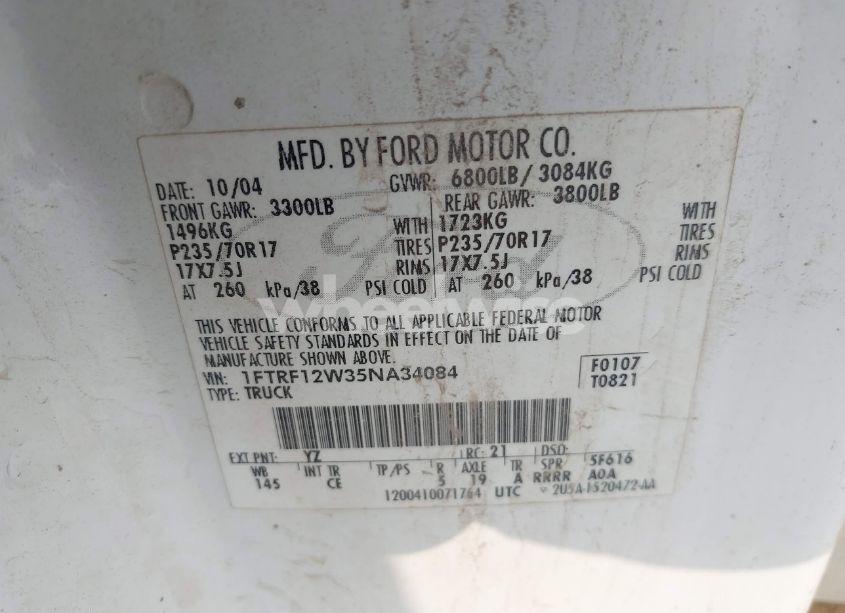 MFD. BY FORD MOTOR CO.
DATE: 10/04 GVWR: 6800LB/ 3084KG
FRONT GAWR: 3300LB REAR GAWR: 3800LB
1496KG WITH 1723KG WITH
P235/70R17 TIRES P235/70R17 TIRES
17X7.5J RIMS 17X7.5J RIMS
AT 260 kPa/38 PSI COLD AT 260 kPa/38 PSI COLD
THIS VEHICLE CONFORMS TO ALL APPLICABLE FEDERAL MOTOR
VEHICLE SAFETY STANDARDS IN EFFECT ON THE DATE OF
MANUFACTURE SHOWN ABOVE.
VIN: 1FTRF12W35NA34084 F0107
TYPE: TRUCK T0821
EXT PNT: YZ RC: 21 DSO:
WB INT TR TP/PS R AXLE TR SPR 5F616
145 CE 5 19 A RRRR AOA
1200410071764 UTC